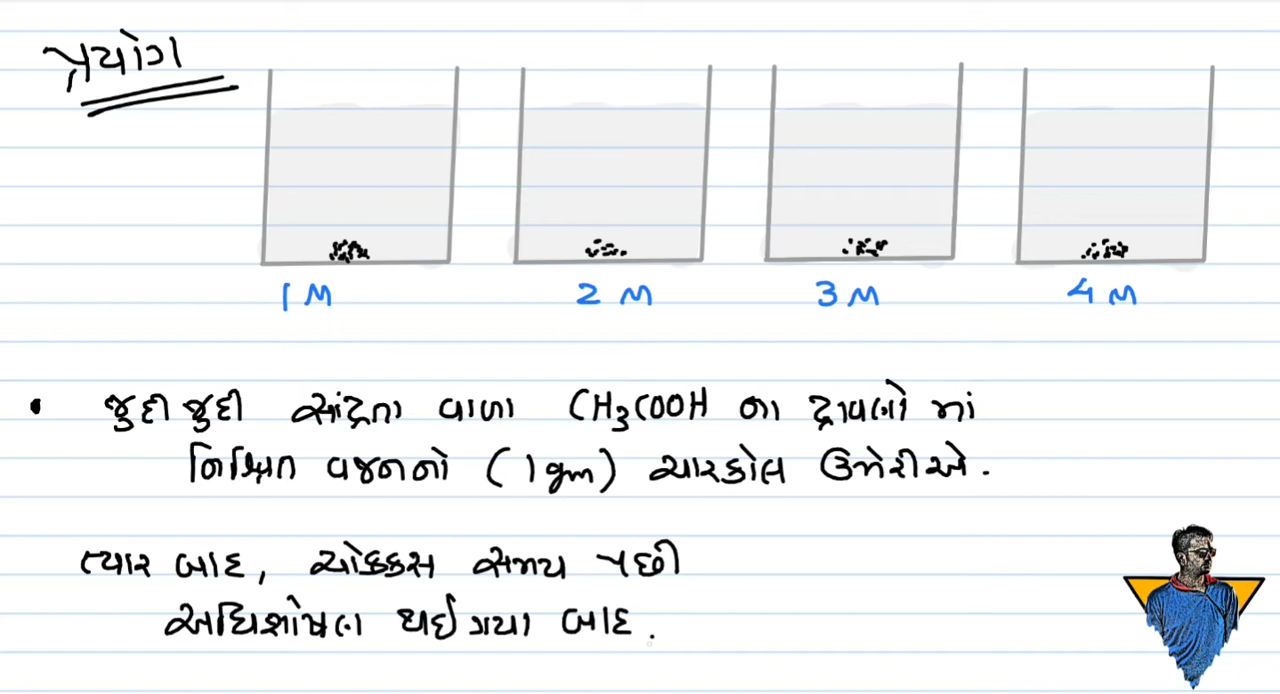 પ્રયોગ
1 M 2 M 3 M 4 M
• જુદી જુદી સાંદ્રતા વાળા CH₃COOH ના દ્રાવણો માં
નિશ્ચિત વજનનો (1 gm) ચારકોલ ઉમેરીએ.
ત્યાર બાદ, ચોક્કસ સમય પછી
અધિશોષણ થઈ ગયા બાદ.